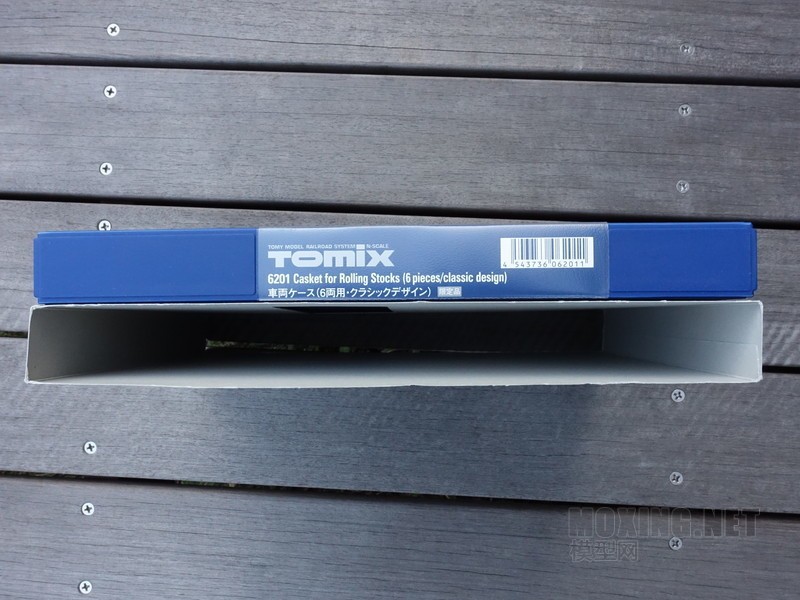 TOMY MODEL RAILROAD SYSTEM N-SCALE
TOMIX
6201 Casket for Rolling Stocks (6 pieces/classic design)
車両ケース(6両用・クラシックデザイン) 限定品
4 543736 062011
MOXING.NET
模型网